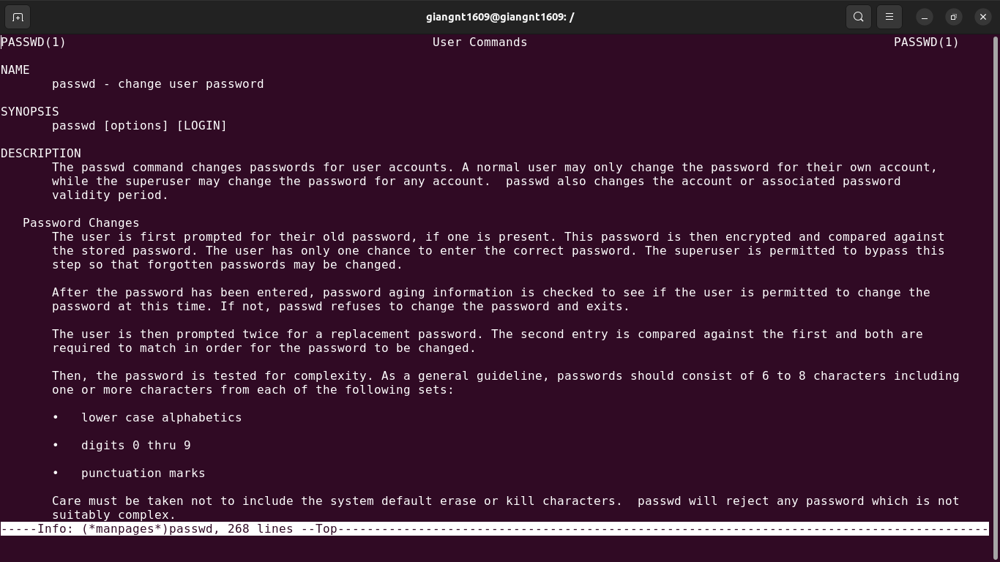 giangnt1609@giangnt1609: /
PASSWD(1) User Commands PASSWD(1)
NAME
passwd - change user password
SYNOPSIS
passwd [options] [LOGIN]
DESCRIPTION
The passwd command changes passwords for user accounts. A normal user may only change the password for their own account,
while the superuser may change the password for any account.  passwd also changes the account or associated password
validity period.
Password Changes
The user is first prompted for their old password, if one is present. This password is then encrypted and compared against
the stored password. The user has only one chance to enter the correct password. The superuser is permitted to bypass this
step so that forgotten passwords may be changed.
After the password has been entered, password aging information is checked to see if the user is permitted to change the
password at this time. If not, passwd refuses to change the password and exits.
The user is then prompted twice for a replacement password. The second entry is compared against the first and both are
required to match in order for the password to be changed.
Then, the password is tested for complexity. As a general guideline, passwords should consist of 6 to 8 characters including
one or more characters from each of the following sets:
• lower case alphabetics
• digits 0 thru 9
• punctuation marks
Care must be taken not to include the system default erase or kill characters.  passwd will reject any password which is not
suitably complex.
-----Info: (*manpages*)passwd, 268 lines --Top-----------------------------------------------------------------------------------------